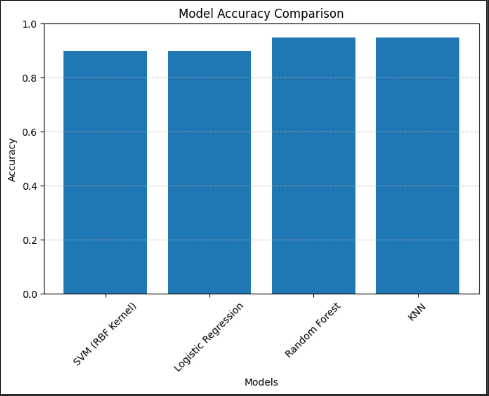 Model Accuracy Comparison
1.0
0.8
0.6
0.4
0.2
0.0
Accuracy
SVM (RBF Kernel)
Logistic Regression
Random Forest
KNN
Models